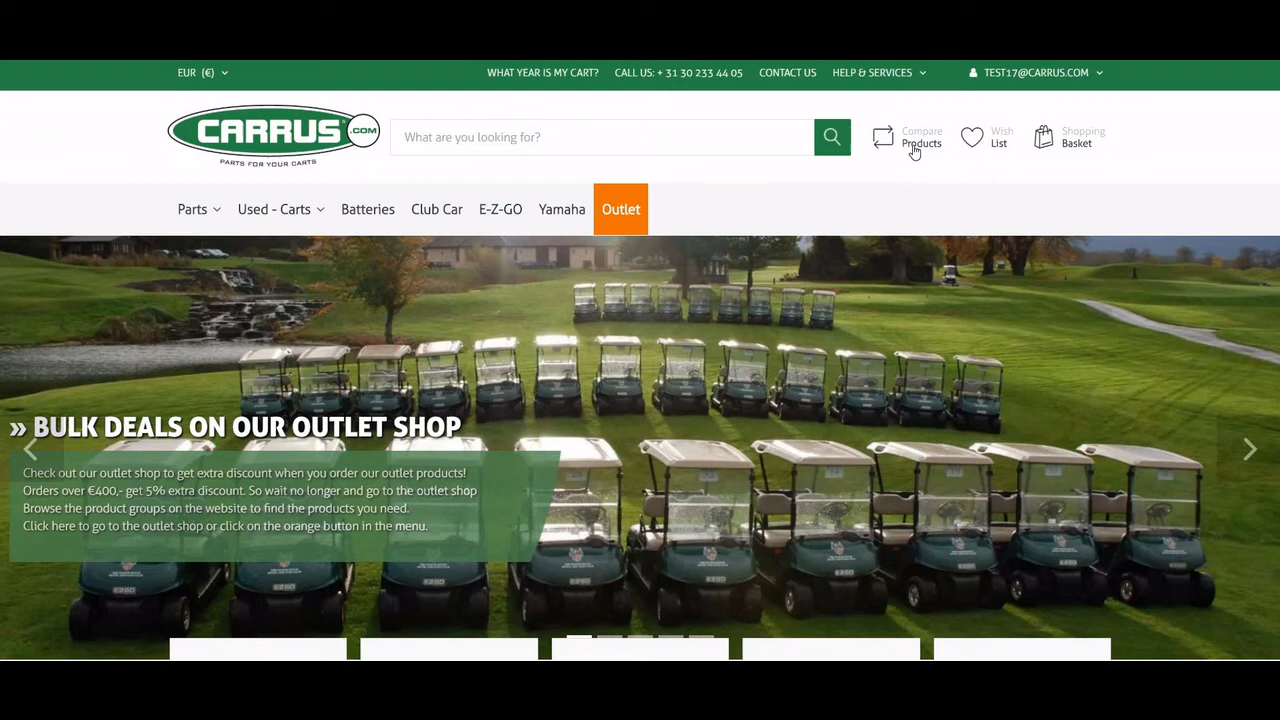 EUR (€)
WHAT YEAR IS MY CART?
CALL US: + 31 30 233 44 05
CONTACT US
HELP & SERVICES
TEST17@CARRUS.COM
CARRUS®.COM
PARTS FOR YOUR CARTS
What are you looking for?
Compare
Products
Wish
List
Shopping
Basket
Parts
Used - Carts
Batteries
Club Car
E-Z-GO
Yamaha
Outlet
» BULK DEALS ON OUR OUTLET SHOP
Check out our outlet shop to get extra discount when you order our outlet products!
Orders over €400,- get 5% extra discount. So wait no longer and go to the outlet shop
Browse the product groups on the website to find the products you need.
Click here to go to the outlet shop or click on the orange button in the menu.